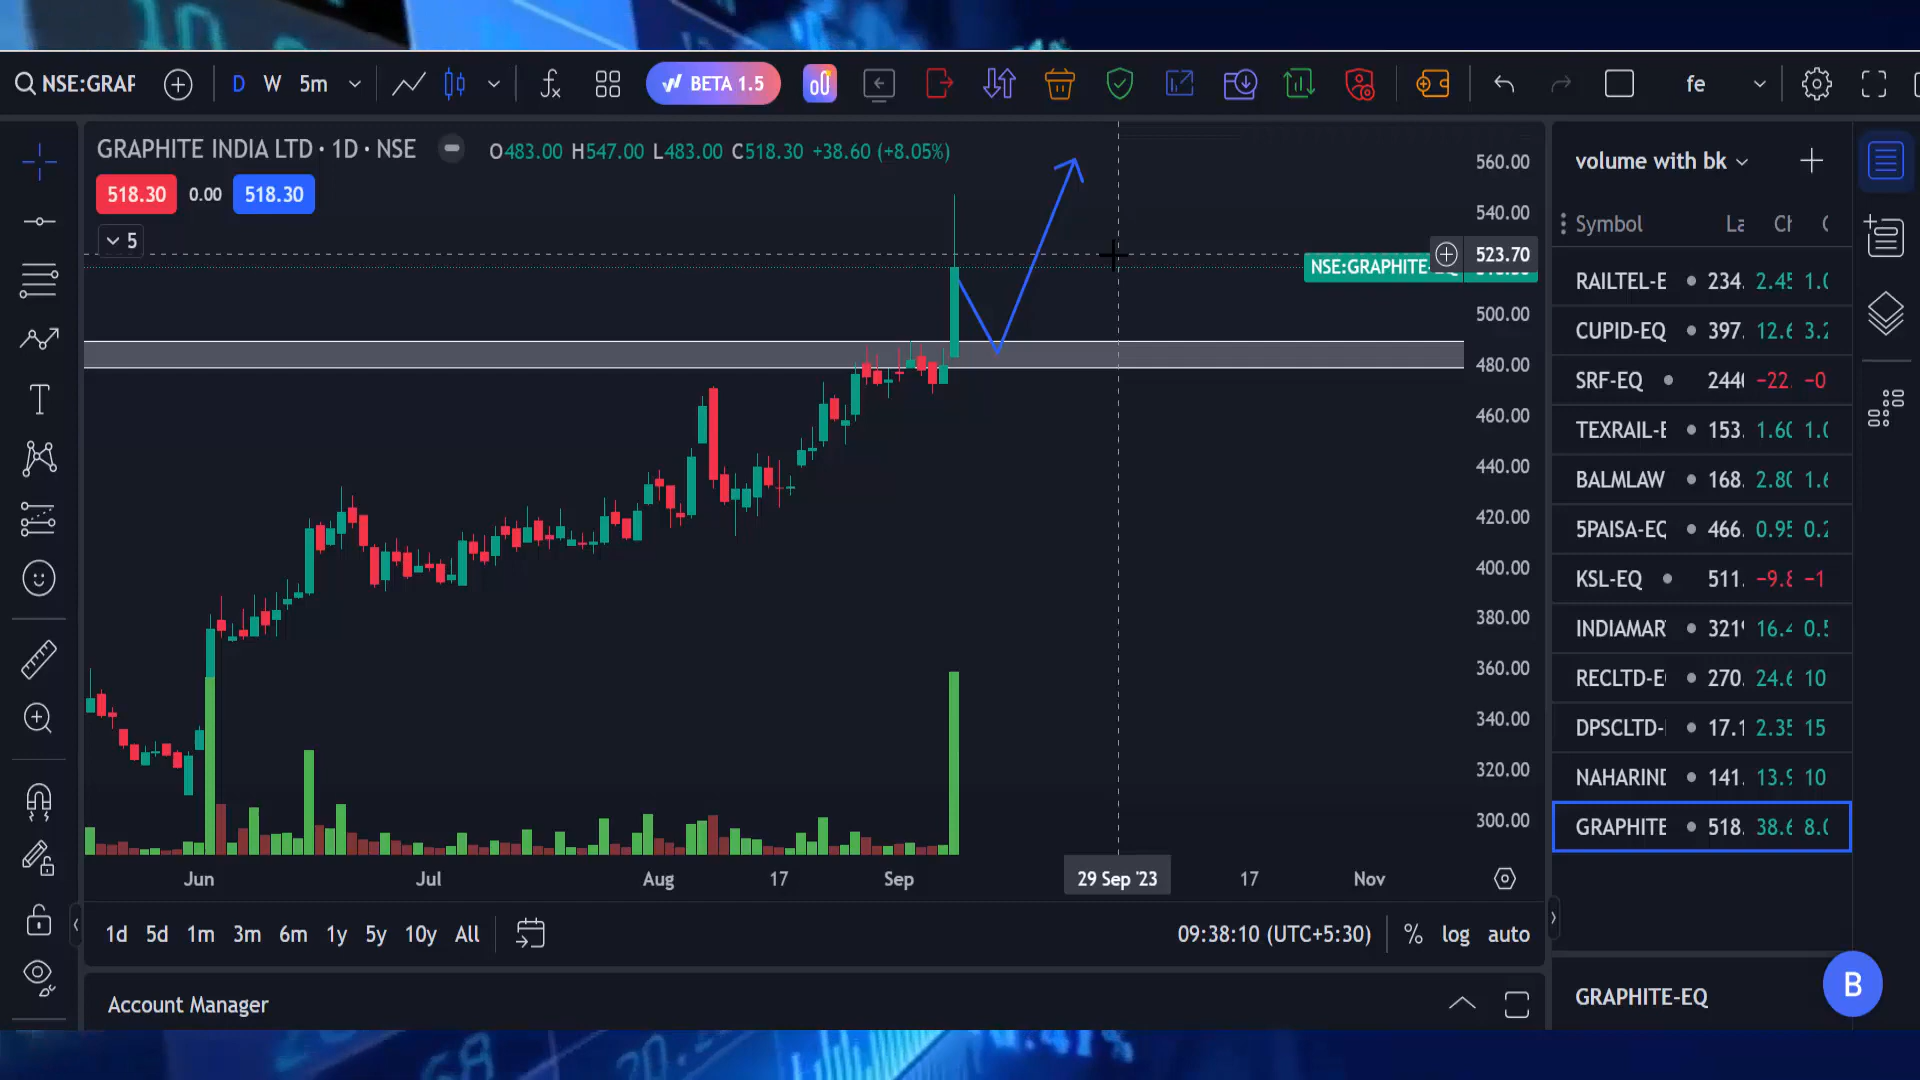 NSE:GRAP
D W 5m
BETA 1.5
fe
GRAPHITE INDIA LTD · 1D · NSE
O483.00 H547.00 L483.00 C518.30 +38.60 (+8.05%)
518.30 0.00 518.30
5
560.00
540.00
523.70
NSE:GRAPHITE-
500.00
480.00
460.00
440.00
420.00
400.00
380.00
360.00
340.00
320.00
300.00
Jun Jul Aug 17 Sep 29 Sep '23 17 Nov
1d 5d 1m 3m 6m 1y 5y 10y All
09:38:10 (UTC+5:30) % log auto
Account Manager
volume with bk
Symbol La Cl
RAILTEL-E 234. 2.45 1.0
CUPID-EQ 397. 12.6 3.2
SRF-EQ 244 −22. −0
TEXRAIL-E 153. 1.60 1.0
BALMLAW 168. 2.80 1.6
5PAISA-EQ 466. 0.95 0.2
KSL-EQ 511. −9.8 −1
INDIAMAR 321 16.4 0.5
RECLTD-E 270. 24.6 10
DPSCLTD- 17.1 2.35 15
NAHARIND 141. 13.9 10
GRAPHITE 518. 38.6 8.0
GRAPHITE-EQ
B